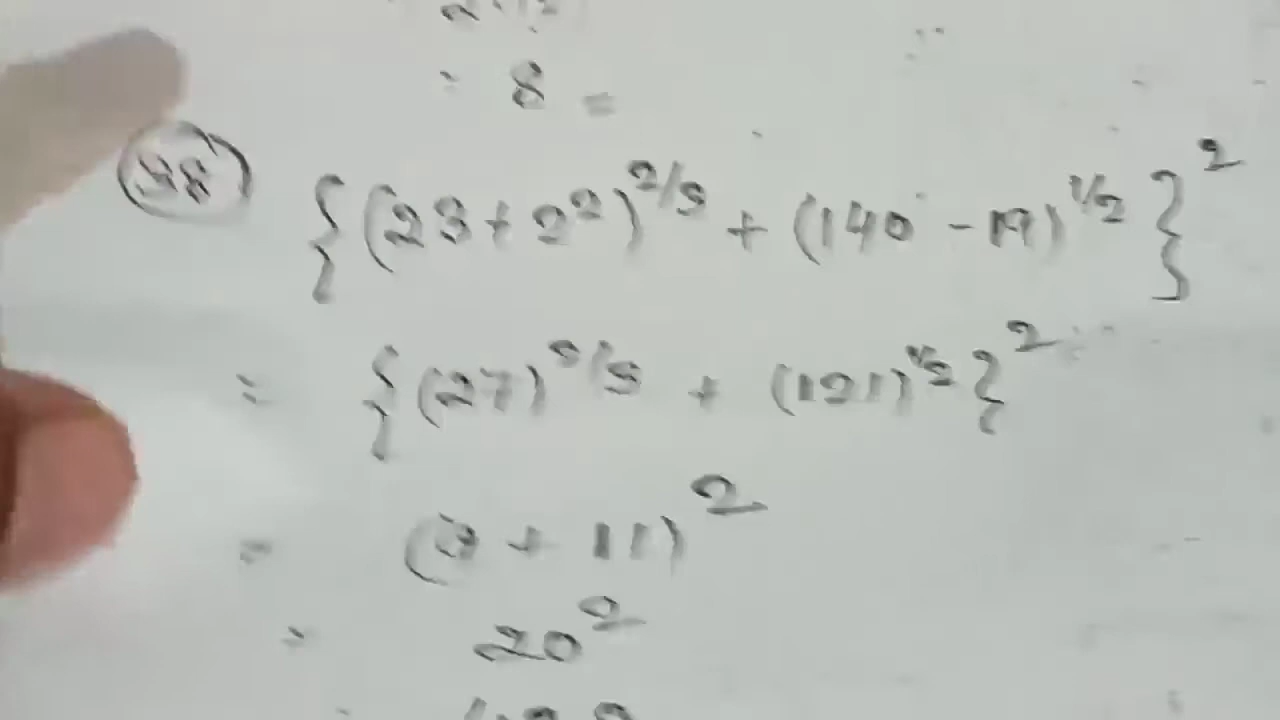 = 8 =
38 {(23 + 2²)^2/3 + (140 - 19)^1/2}²
= {(27)^2/3 + (121)^1/2}²
= (9 + 11)²
= 20²